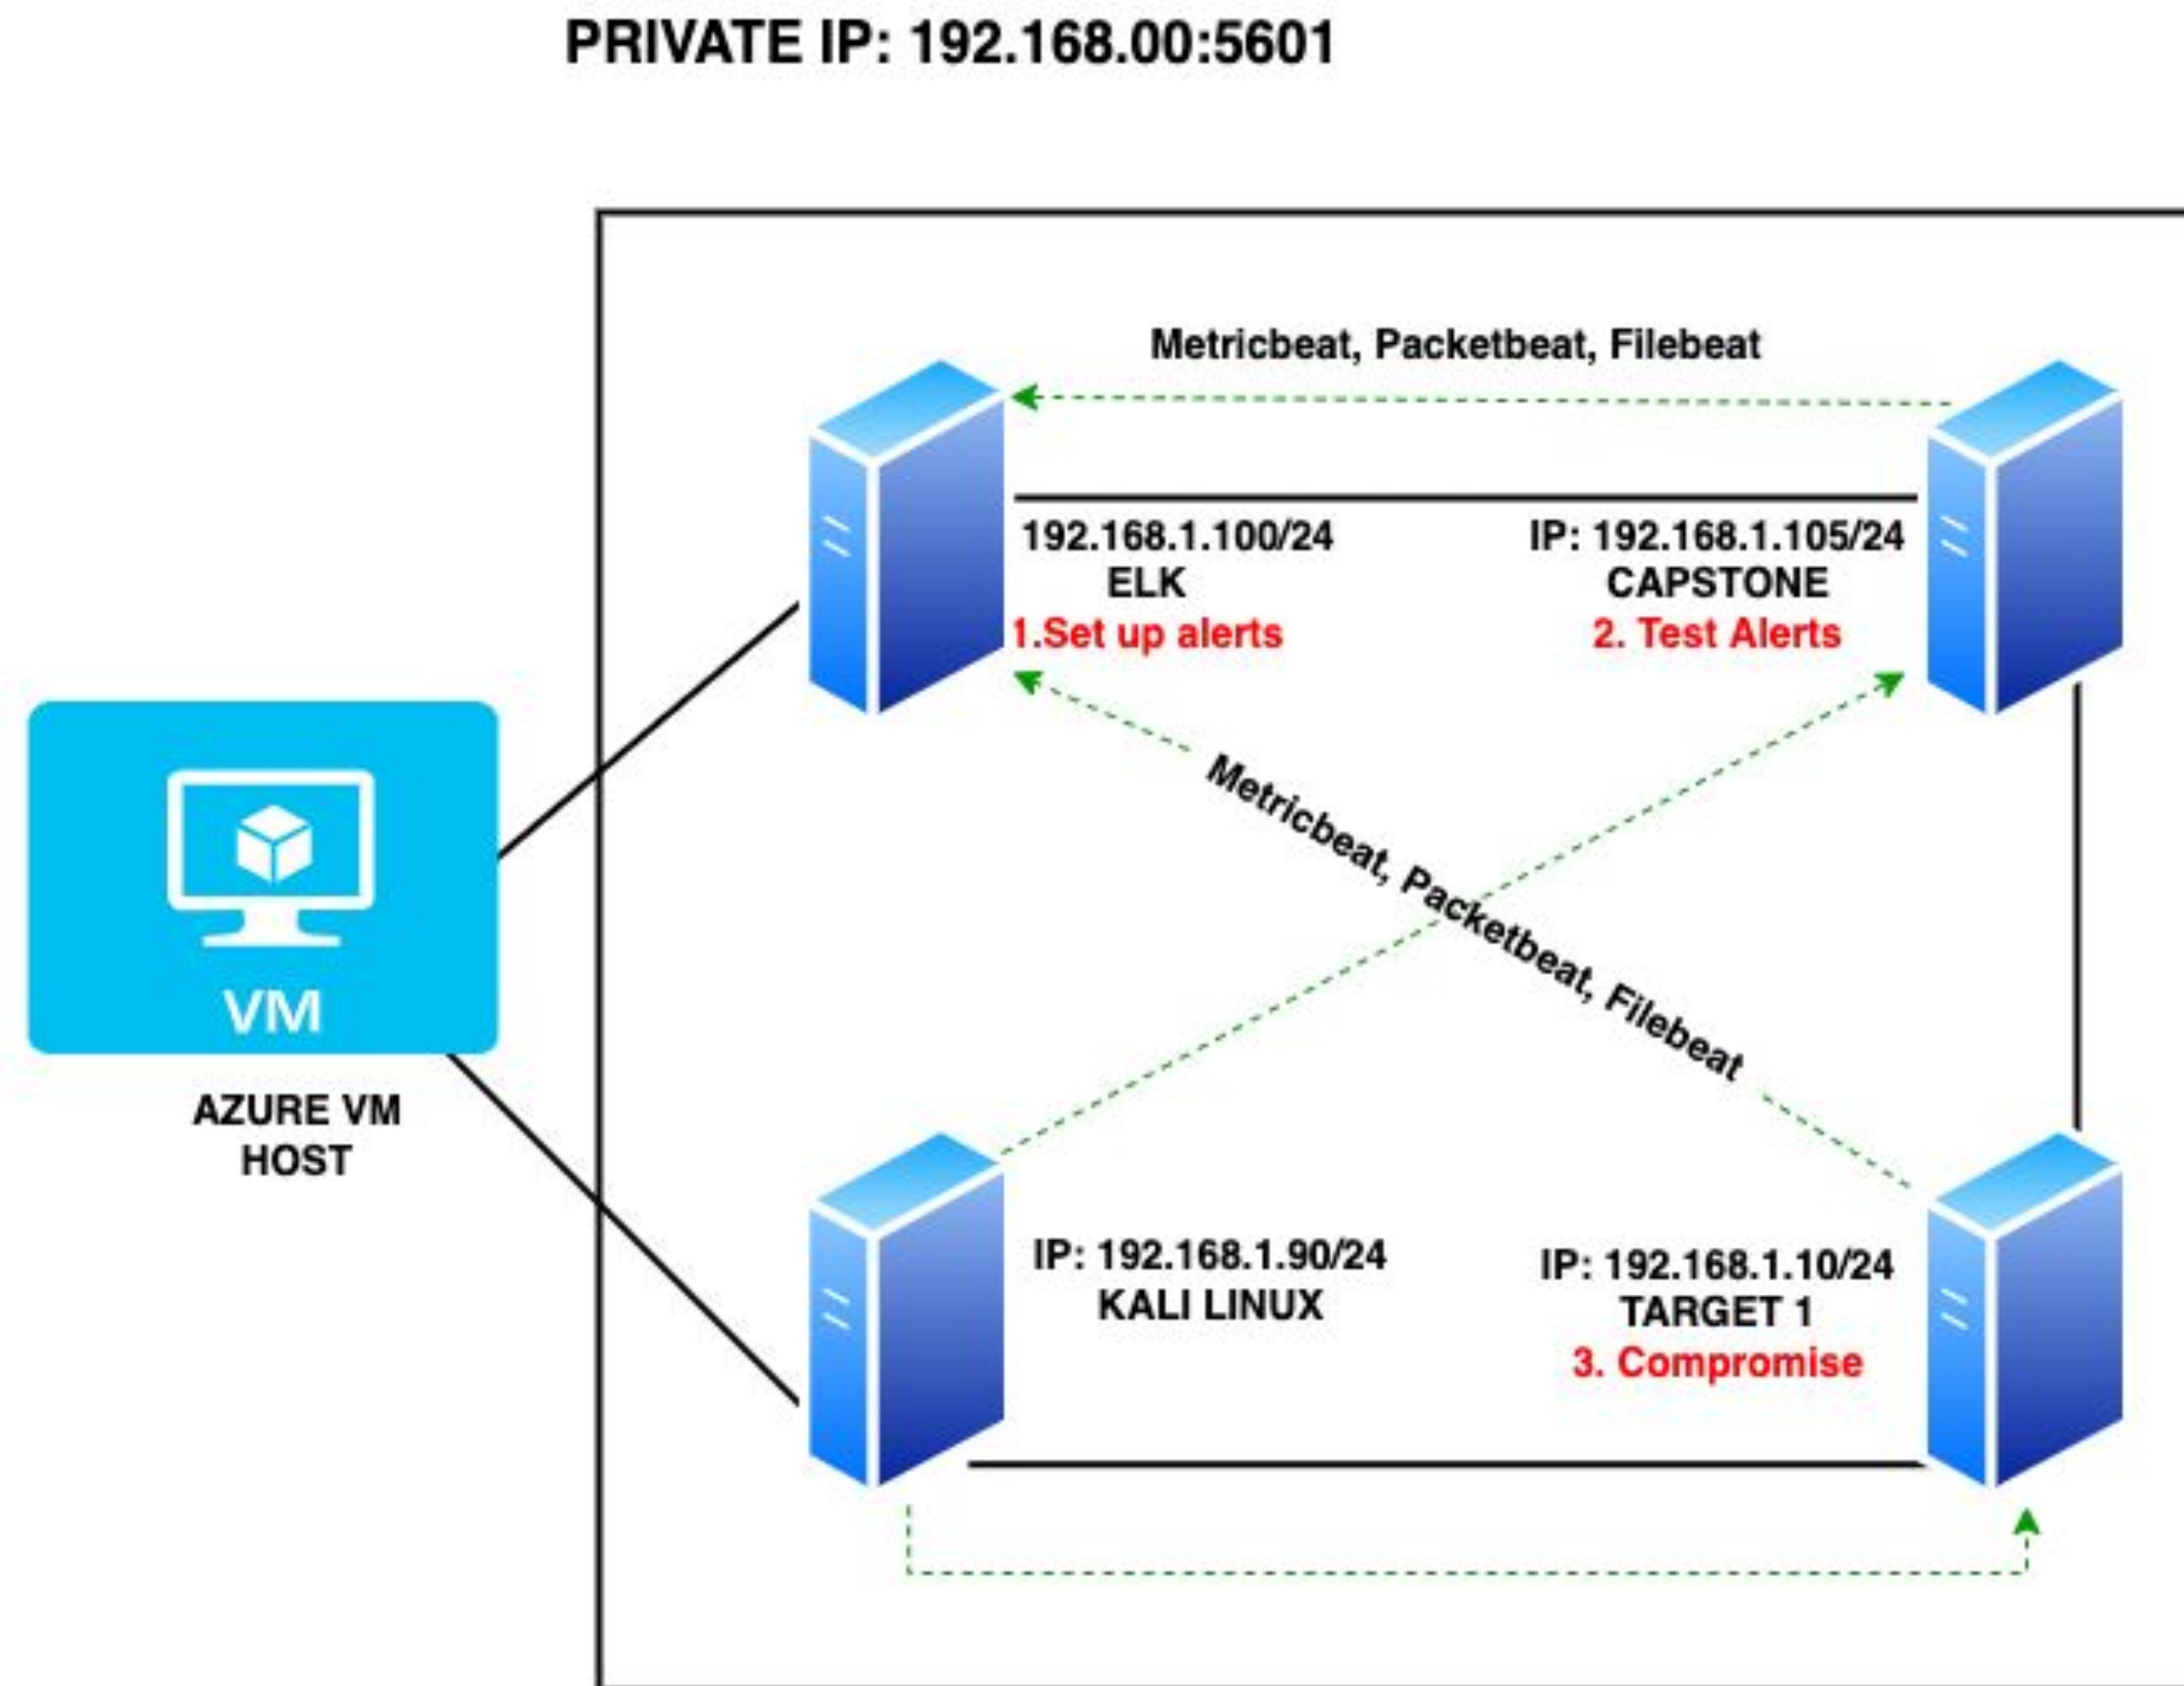 PRIVATE IP: 192.168.00:5601
Metricbeat, Packetbeat, Filebeat
192.168.1.100/24
ELK
1.Set up alerts
IP: 192.168.1.105/24
CAPSTONE
2. Test Alerts
Metricbeat, Packetbeat, Filebeat
VM
AZURE VM
HOST
IP: 192.168.1.90/24
KALI LINUX
IP: 192.168.1.10/24
TARGET 1
3. Compromise